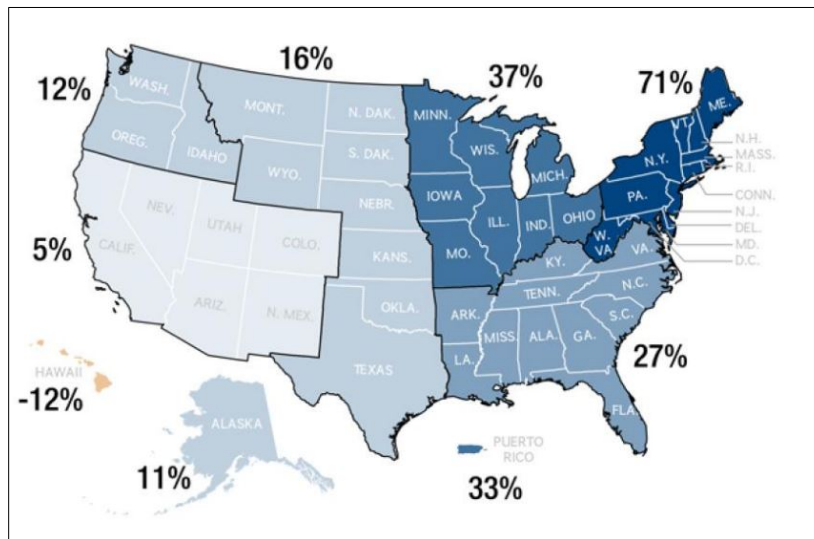 16%
37%
71%
12%
WASH.
MONT.
N. DAK.
MINN.
VT.
ME.
OREG.
IDAHO
WYO.
S. DAK.
WIS.
MICH.
N.Y.
N.H.
MASS.
R.I.
CONN.
NEBR.
IOWA
ILL.
IND.
OHIO
PA.
N.J.
DEL.
MD.
D.C.
5%
CALIF.
NEV.
UTAH
COLO.
KANS.
MO.
W.
VA
VA.
KY.
ARIZ.
N. MEX.
OKLA.
ARK.
TENN.
N.C.
S.C.
TEXAS
LA.
MISS.
ALA.
GA.
27%
FLA.
HAWAII
-12%
ALASKA
11%
PUERTO
RICO
33%